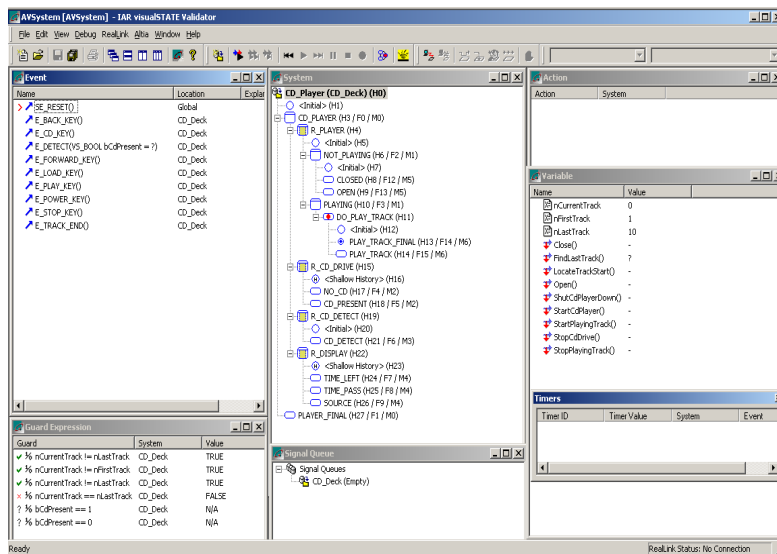 AVSystem [AVSystem] - IAR visualSTATE Validator
File Edit View Debug RealLink Altia Window Help
Event
Name Location Explar
SE_RESET() Global
E_BACK_KEY() CD_Deck
E_CD_KEY() CD_Deck
E_DETECT(VS_BOOL bCdPresent = ?) CD_Deck
E_FORWARD_KEY() CD_Deck
E_LOAD_KEY() CD_Deck
E_PLAY_KEY() CD_Deck
E_POWER_KEY() CD_Deck
E_STOP_KEY() CD_Deck
E_TRACK_END() CD_Deck
Guard Expression
Guard System Value
nCurrentTrack != nLastTrack CD_Deck TRUE
nCurrentTrack != nFirstTrack CD_Deck TRUE
nCurrentTrack != nLastTrack CD_Deck TRUE
nCurrentTrack == nLastTrack CD_Deck FALSE
? bCdPresent == 1 CD_Deck N/A
? bCdPresent == 0 CD_Deck N/A
System
CD_Player (CD_Deck) (H0)
<Initial> (H1)
CD_PLAYER (H3 / F0 / M0)
R_PLAYER (H4)
<Initial> (H5)
NOT_PLAYING (H6 / F2 / M1)
<Initial> (H7)
CLOSED (H8 / F12 / M5)
OPEN (H9 / F13 / M5)
PLAYING (H10 / F3 / M1)
DO_PLAY_TRACK (H11)
<Initial> (H12)
PLAY_TRACK_FINAL (H13 / F14 / M6)
PLAY_TRACK (H14 / F15 / M6)
R_CD_DRIVE (H15)
<Shallow History> (H16)
NO_CD (H17 / F4 / M2)
CD_PRESENT (H18 / F5 / M2)
R_CD_DETECT (H19)
<Initial> (H20)
CD_DETECT (H21 / F6 / M3)
R_DISPLAY (H22)
<Shallow History> (H23)
TIME_LEFT (H24 / F7 / M4)
TIME_PASS (H25 / F8 / M4)
SOURCE (H26 / F9 / M4)
PLAYER_FINAL (H27 / F1 / M0)
Signal Queue
Signal Queues
CD_Deck (Empty)
Action
Action System
Variable
Name Value
nCurrentTrack 0
nFirstTrack 1
nLastTrack 10
Close() -
FindLastTrack() ?
LocateTrackStart() -
Open() -
ShutCdPlayerDown() -
StartCdPlayer() -
StartPlayingTrack() -
StopCdDrive() -
StopPlayingTrack() -
Timers
Timer ID Timer Value System Event
Ready
RealLink Status: No Connection